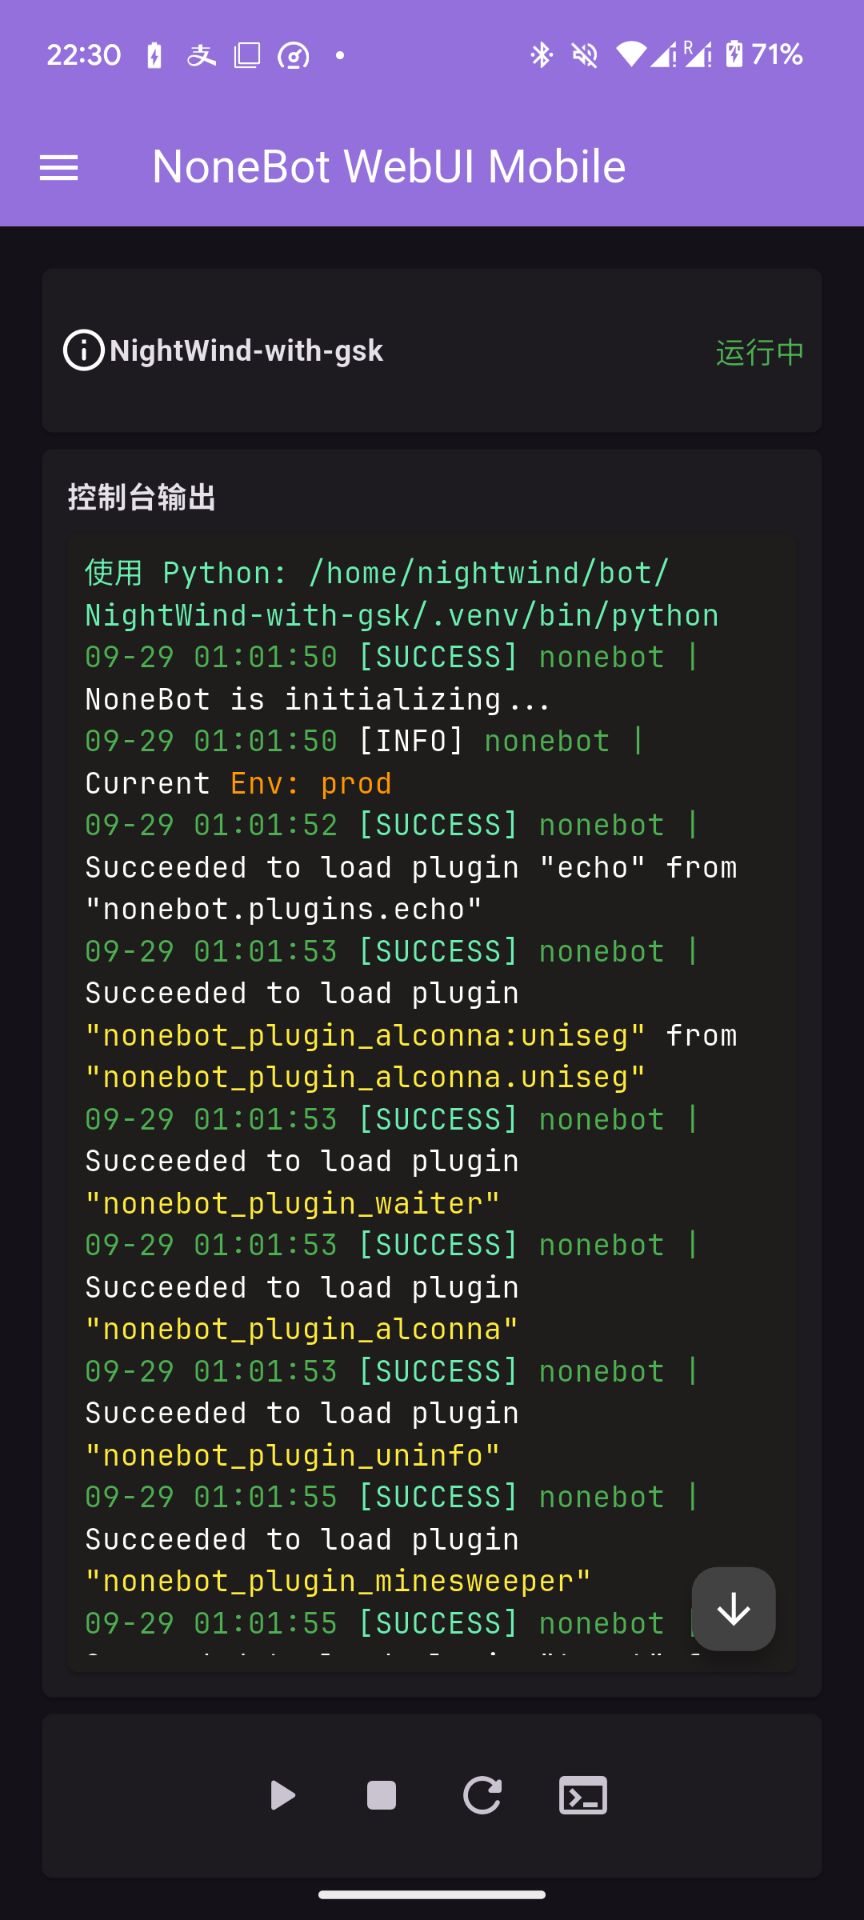 22:30
支
R
71%
NoneBot WebUI Mobile
NightWind-with-gsk
运行中
控制台输出
使用 Python: /home/nightwind/bot/
NightWind-with-gsk/.venv/bin/python
09-29 01:01:50 [SUCCESS] nonebot |
NoneBot is initializing...
09-29 01:01:50 [INFO] nonebot |
Current Env: prod
09-29 01:01:52 [SUCCESS] nonebot |
Succeeded to load plugin "echo" from
"nonebot.plugins.echo"
09-29 01:01:53 [SUCCESS] nonebot |
Succeeded to load plugin
"nonebot_plugin_alconna:uniseg" from
"nonebot_plugin_alconna.uniseg"
09-29 01:01:53 [SUCCESS] nonebot |
Succeeded to load plugin
"nonebot_plugin_waiter"
09-29 01:01:53 [SUCCESS] nonebot |
Succeeded to load plugin
"nonebot_plugin_alconna"
09-29 01:01:53 [SUCCESS] nonebot |
Succeeded to load plugin
"nonebot_plugin_uninfo"
09-29 01:01:55 [SUCCESS] nonebot |
Succeeded to load plugin
"nonebot_plugin_minesweeper"
09-29 01:01:55 [SUCCESS] nonebot |